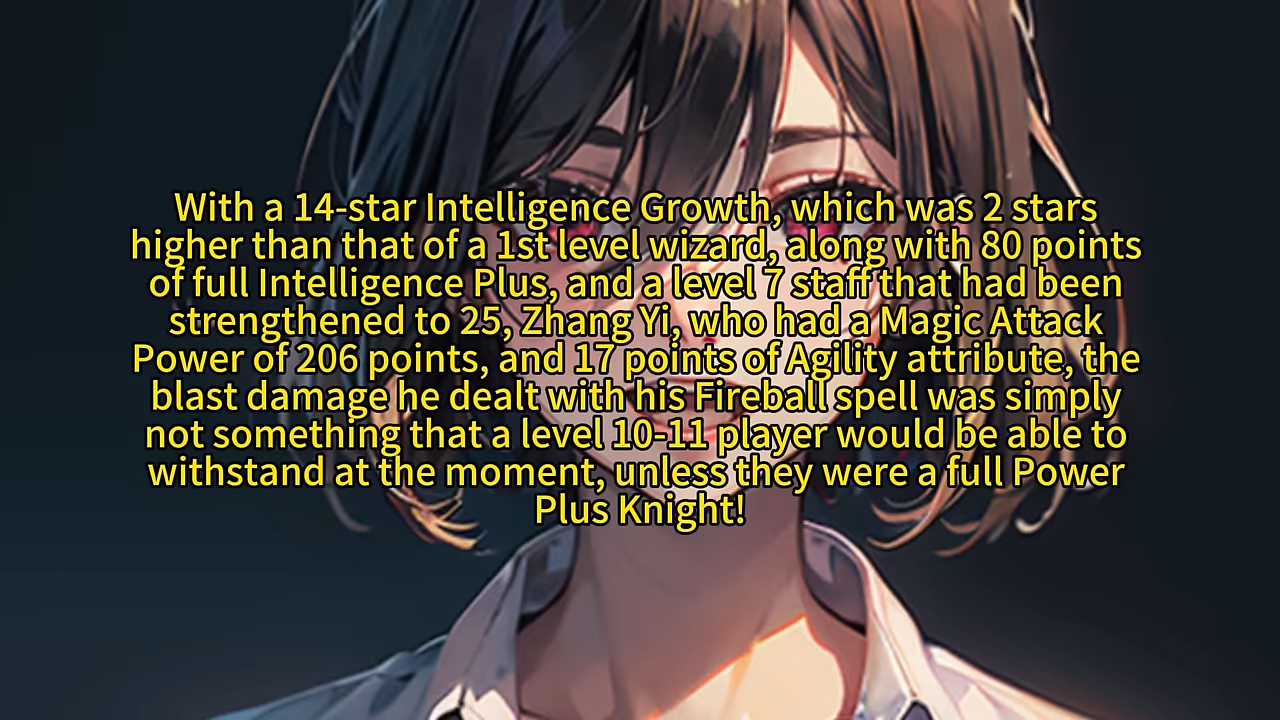 With a 14-star Intelligence Growth, which was 2 stars
higher than that of a 1st level wizard, along with 80 points
of full Intelligence Plus, and a level 7 staff that had been
strengthened to 25, Zhang Yi, who had a Magic Attack
Power of 206 points, and 17 points of Agility attribute, the
blast damage he dealt with his Fireball spell was simply
not something that a level 10-11 player would be able to
withstand at the moment, unless they were a full Power
Plus Knight!